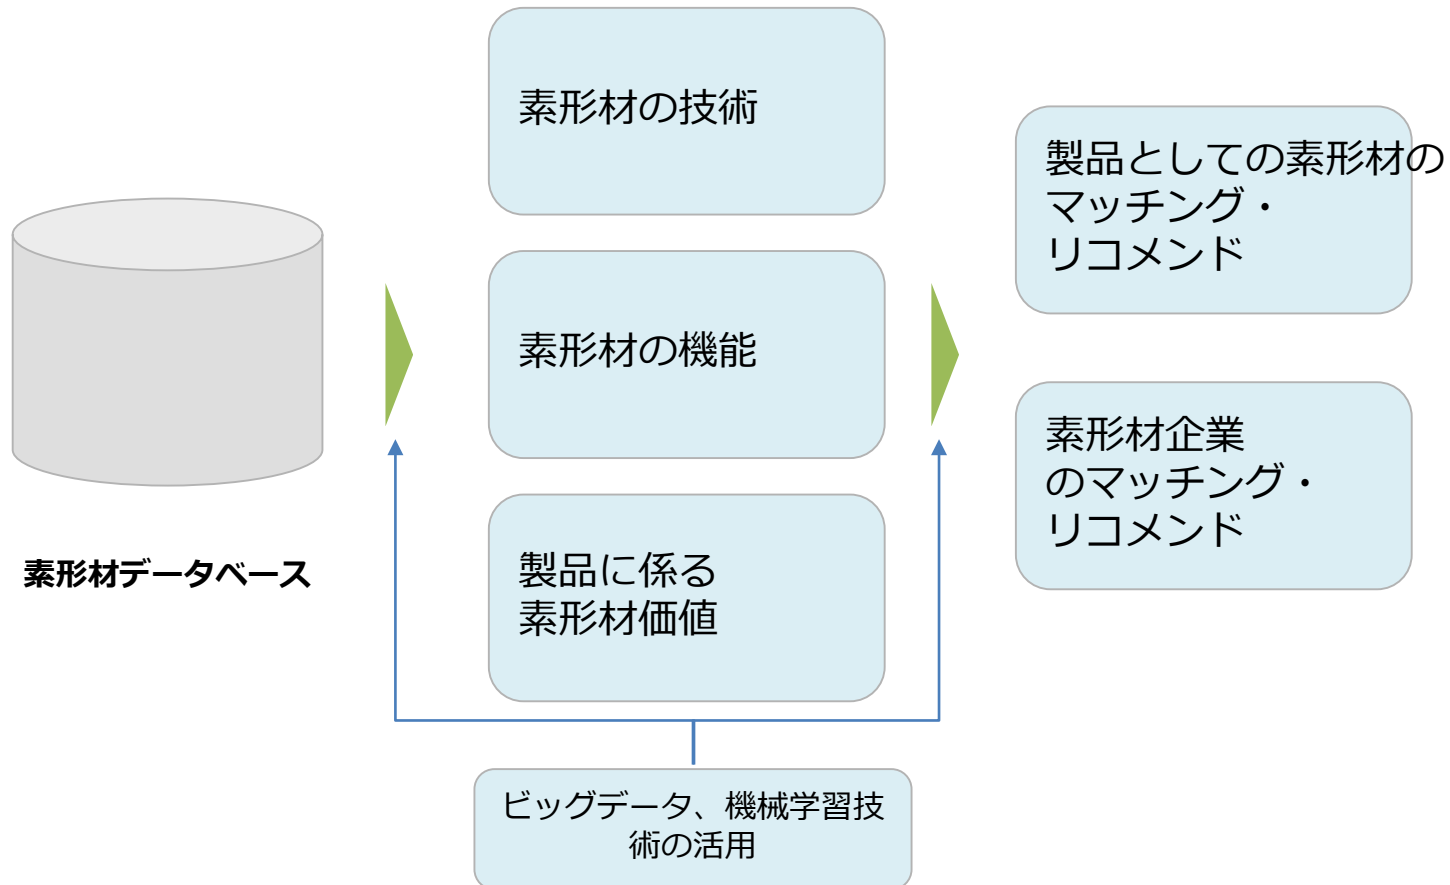 素形材の技術
製品としての素形材の
マッチング・
リコメンド
素形材の機能
素形材企業
のマッチング・
リコメンド
素形材データベース
製品に係る
素形材価値
ビッグデータ、機械学習技
術の活用